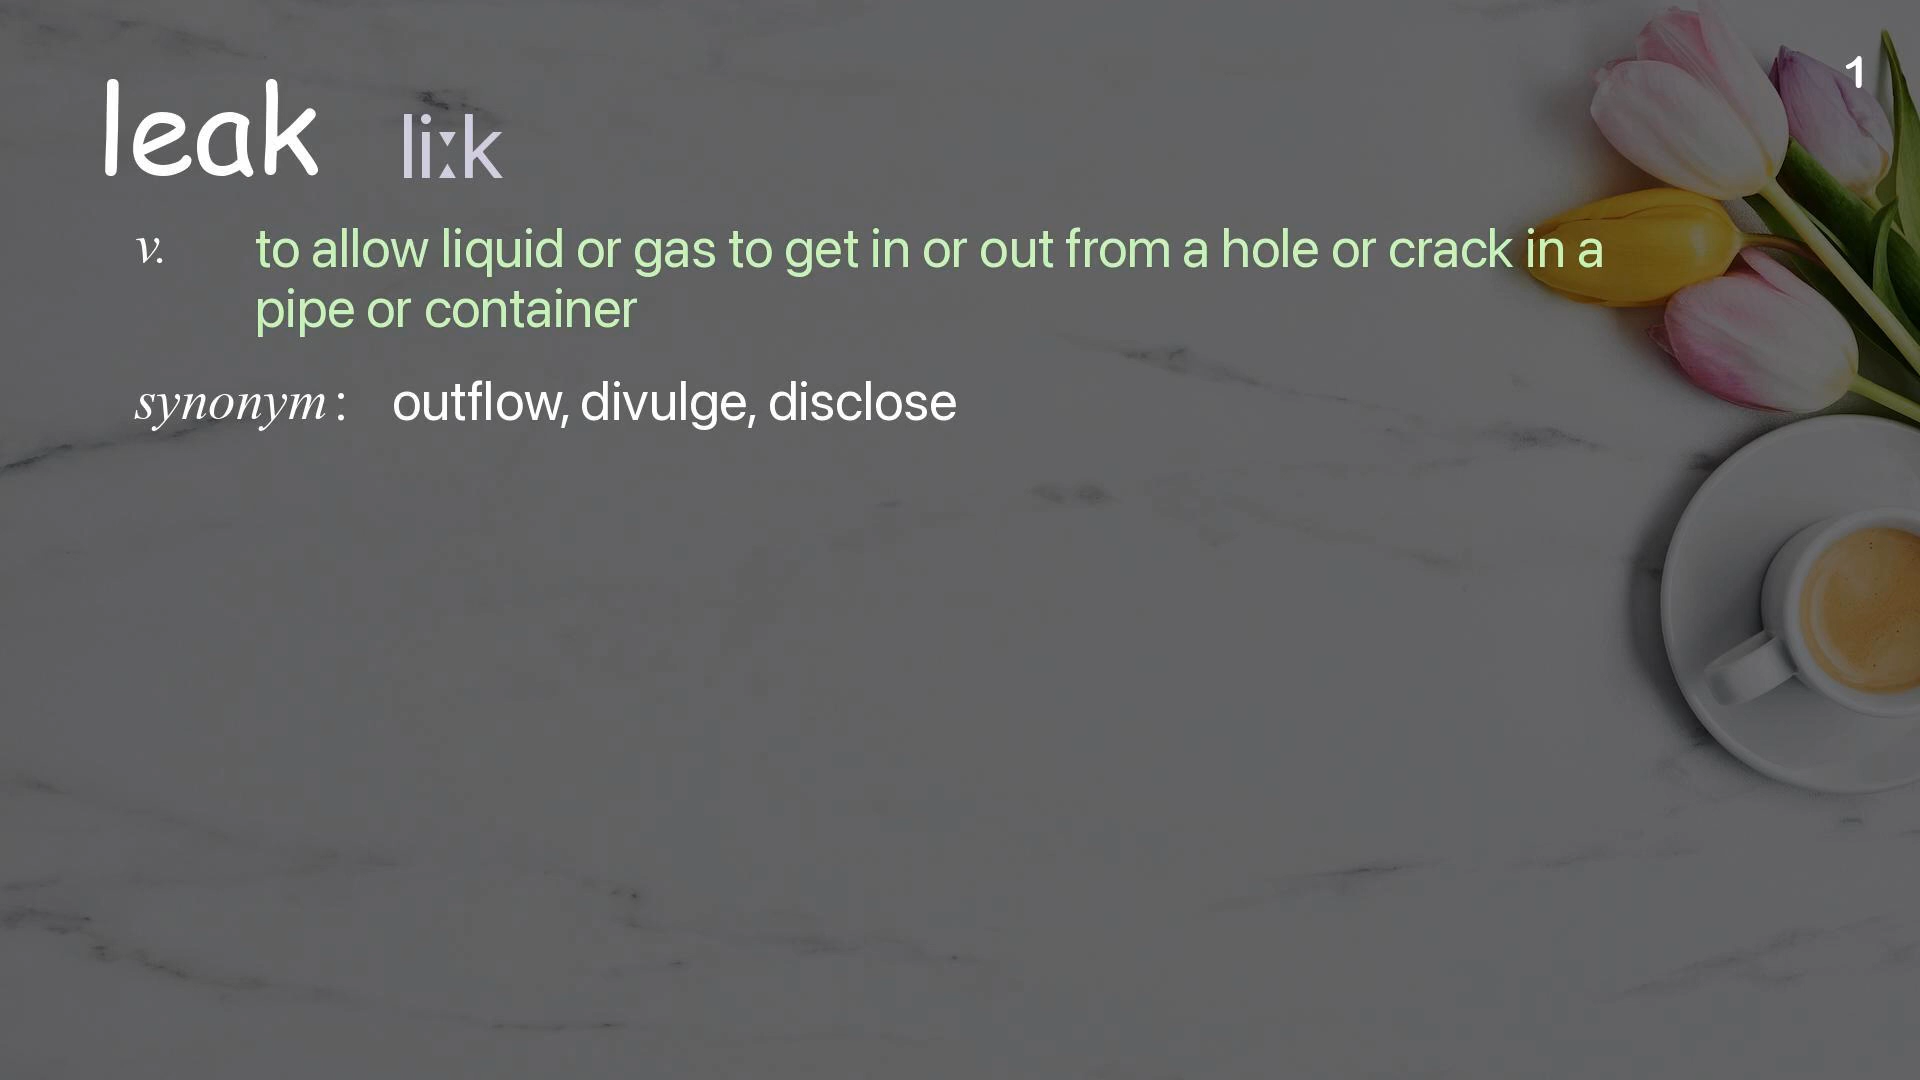 1
leak liːk
v. to allow liquid or gas to get in or out from a hole or crack in a
pipe or container
synonym : outflow, divulge, disclose